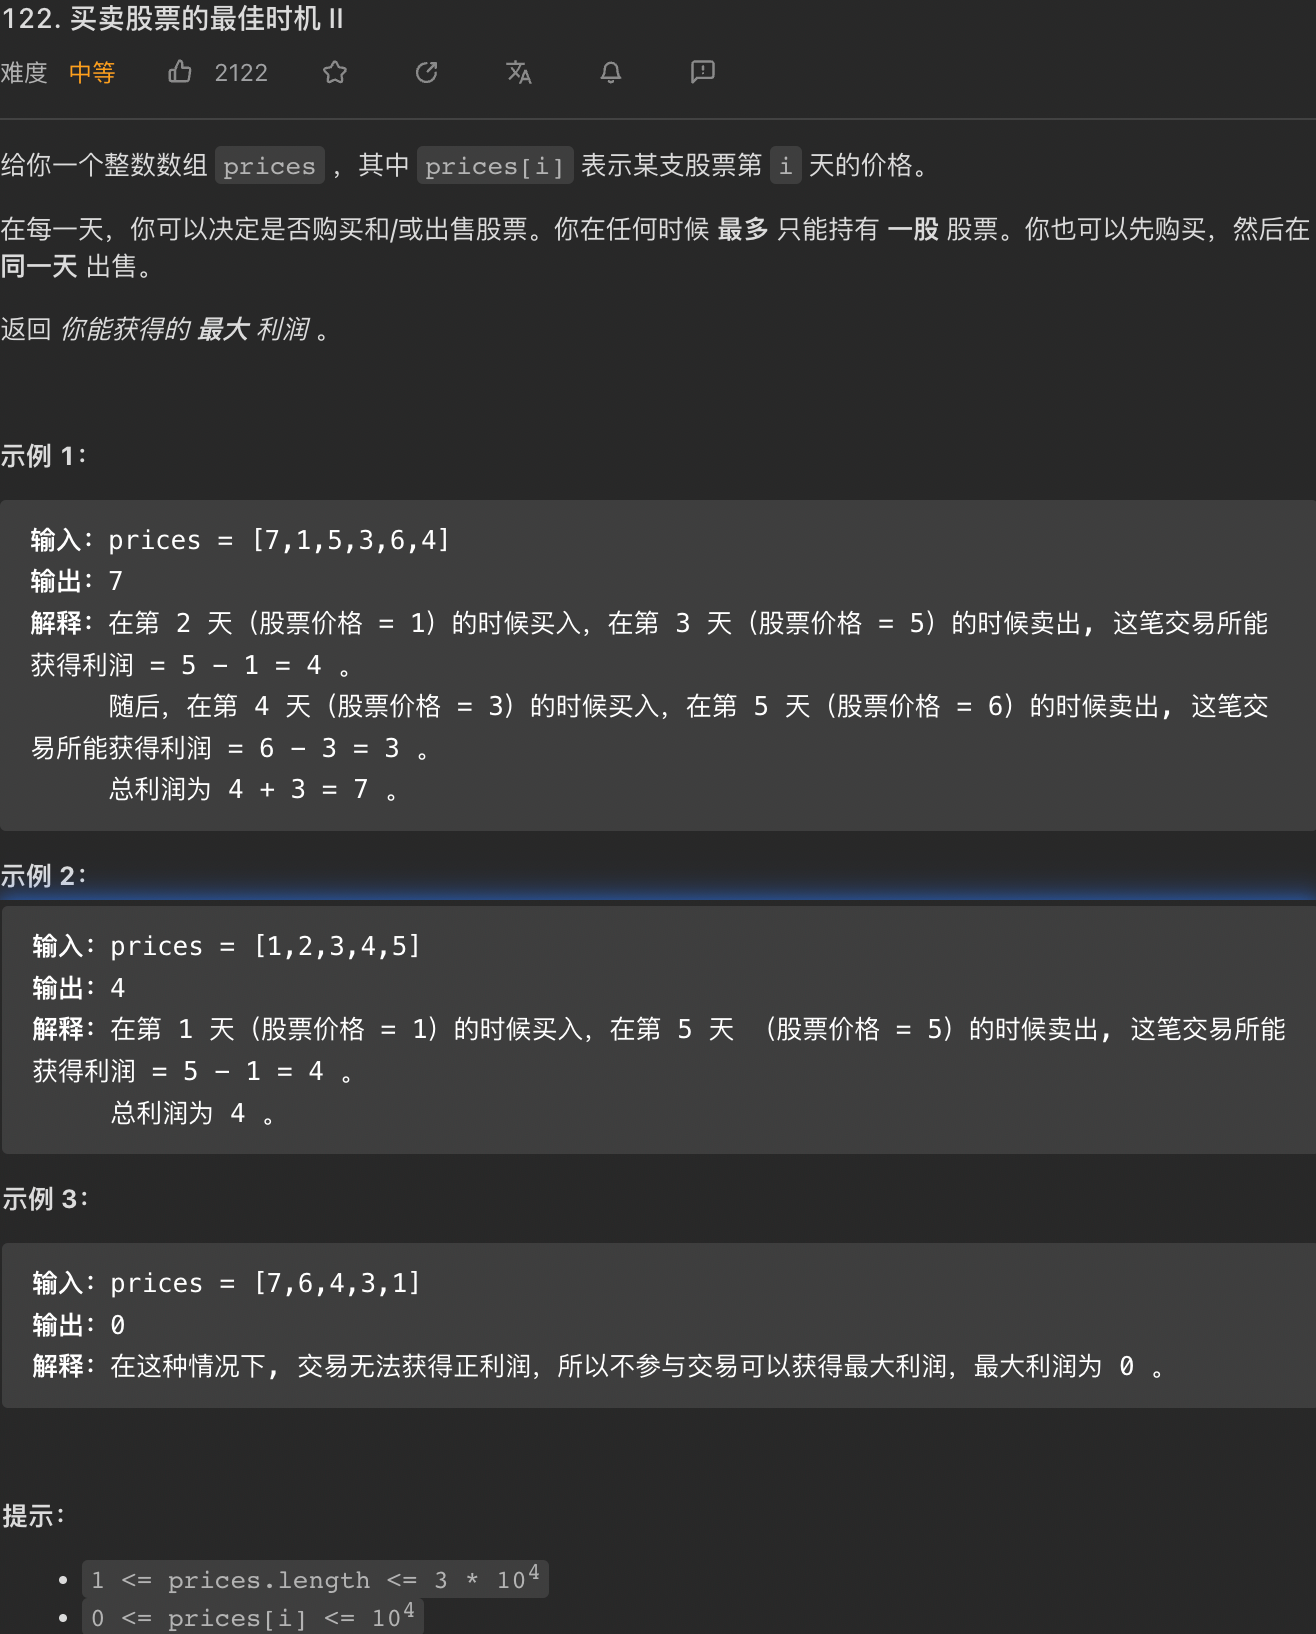 122. 买卖股票的最佳时机 II
难度 中等 2122
给你一个整数数组 prices ，其中 prices[i] 表示某支股票第 i 天的价格。
在每一天，你可以决定是否购买和/或出售股票。你在任何时候 最多 只能持有 一股 股票。你也可以先购买，然后在
同一天 出售。
返回 你能获得的 最大 利润 。
示例 1：
输入：prices = [7,1,5,3,6,4]
输出：7
解释：在第 2 天（股票价格 = 1）的时候买入，在第 3 天（股票价格 = 5）的时候卖出, 这笔交易所能
获得利润 = 5 - 1 = 4 。
随后，在第 4 天（股票价格 = 3）的时候买入，在第 5 天（股票价格 = 6）的时候卖出, 这笔交
易所能获得利润 = 6 - 3 = 3 。
总利润为 4 + 3 = 7 。
示例 2：
输入：prices = [1,2,3,4,5]
输出：4
解释：在第 1 天（股票价格 = 1）的时候买入，在第 5 天 （股票价格 = 5）的时候卖出, 这笔交易所能
获得利润 = 5 - 1 = 4 。
总利润为 4 。
示例 3：
输入：prices = [7,6,4,3,1]
输出：0
解释：在这种情况下, 交易无法获得正利润，所以不参与交易可以获得最大利润，最大利润为 0 。
提示：
• 1 <= prices.length <= 3 * 10⁴
• 0 <= prices[i] <= 10⁴